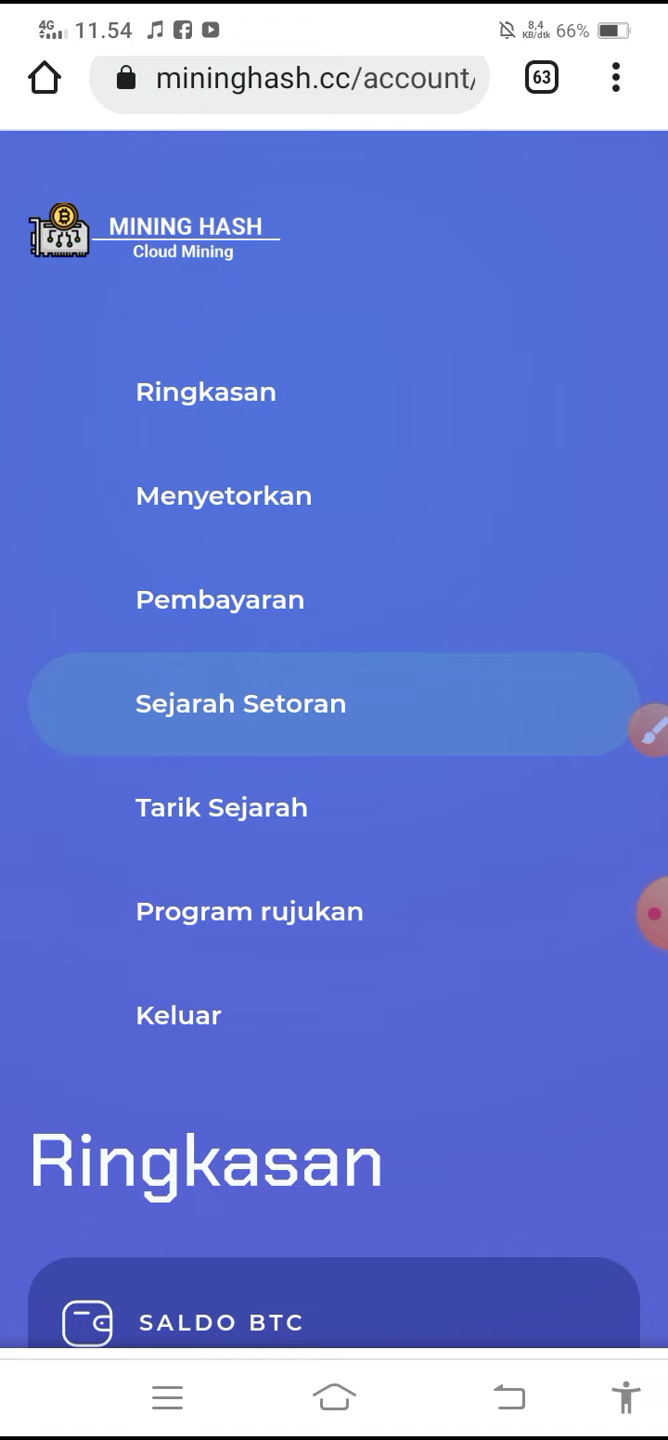 4G 11.54 8,4 KB/dtk 66%
mininghash.cc/account/
63
MINING HASH
Cloud Mining
Ringkasan
Menyetorkan
Pembayaran
Sejarah Setoran
Tarik Sejarah
Program rujukan
Keluar
Ringkasan
SALDO BTC